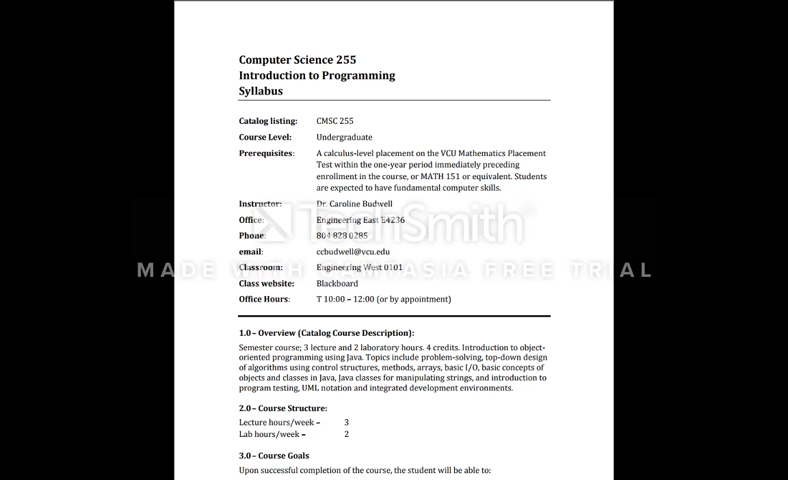 Computer Science 255
Introduction to Programming
Syllabus
Catalog listing: CMSC 255
Course Level: Undergraduate
Prerequisites: A calculus-level placement on the VCU Mathematics Placement
Test within the one-year period immediately preceding
enrollment in the course, or MATH 151 or equivalent. Students
are expected to have fundamental computer skills.
Instructor: Dr. Caroline Budwell
Office: Engineering East E4236
Phone: 804 828 0285
email: ccbudwell@vcu.edu
Classroom: Engineering West 0101
Class website: Blackboard
Office Hours: T 10:00 – 12:00 (or by appointment)
TechSmith
MADE WITH CAMTASIA FREE TRIAL
1.0 – Overview (Catalog Course Description):
Semester course; 3 lecture and 2 laboratory hours. 4 credits. Introduction to object-
oriented programming using Java. Topics include problem-solving, top-down design
of algorithms using control structures, methods, arrays, basic I/O, basic concepts of
objects and classes in Java, Java classes for manipulating strings, and introduction to
program testing, UML notation and integrated development environments.
2.0 – Course Structure:
Lecture hours/week – 3
Lab hours/week – 2
3.0 – Course Goals
Upon successful completion of the course, the student will be able to: